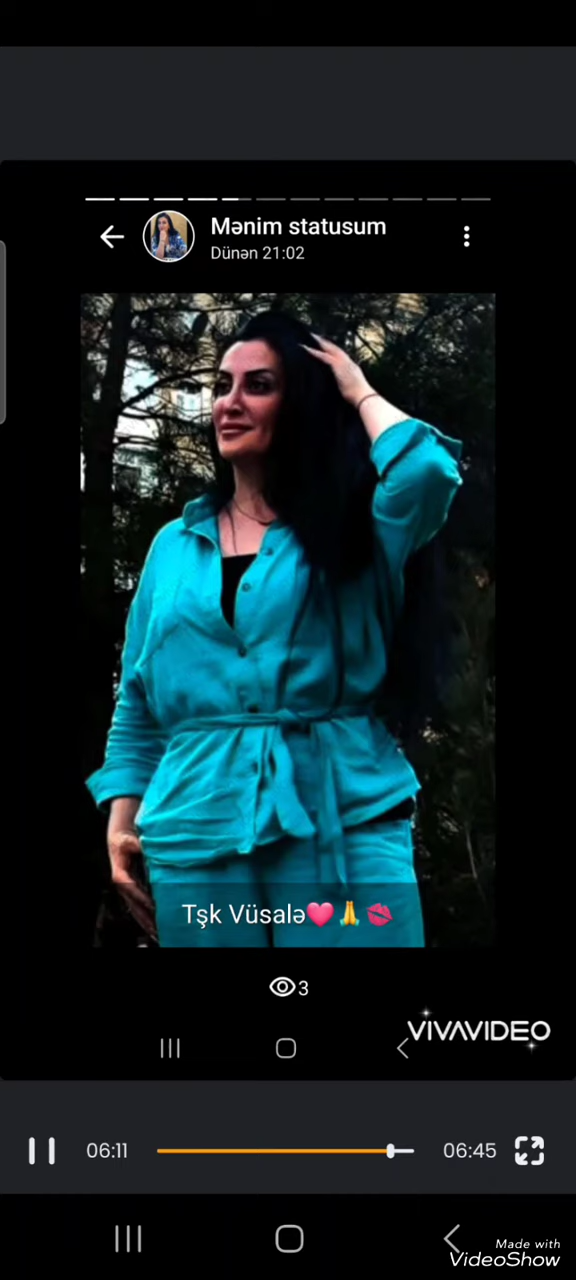 Mənim statusum
Dünən 21:02
Tşk Vüsalə🩷🙏💋
3
VIVAVIDEO
06:11
06:45
Made with
VideoShow